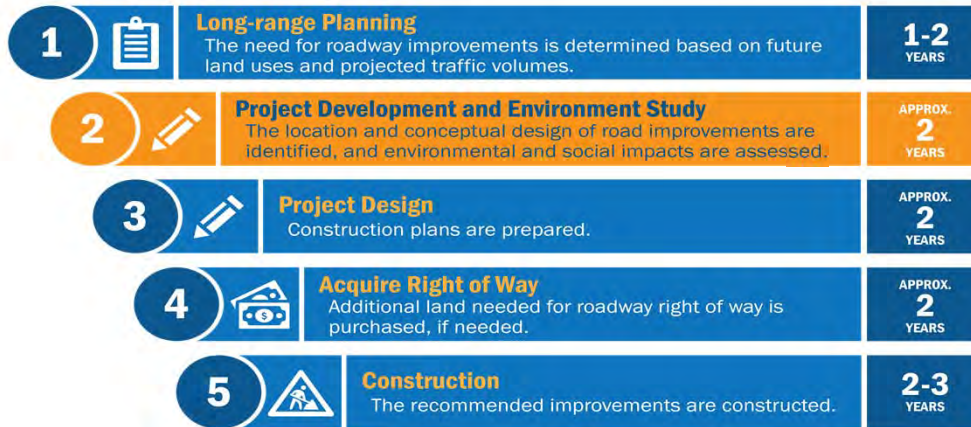 1
Long-range Planning
The need for roadway improvements is determined based on future
land uses and projected traffic volumes.
1-2
YEARS
2
Project Development and Environment Study
The location and conceptual design of road improvements are
identified, and environmental and social impacts are assessed.
APPROX.
2
YEARS
3
Project Design
Construction plans are prepared.
APPROX.
2
YEARS
4
$
Acquire Right of Way
Additional land needed for roadway right of way is
purchased, if needed.
APPROX.
2
YEARS
5
Construction
The recommended improvements are constructed.
2-3
YEARS